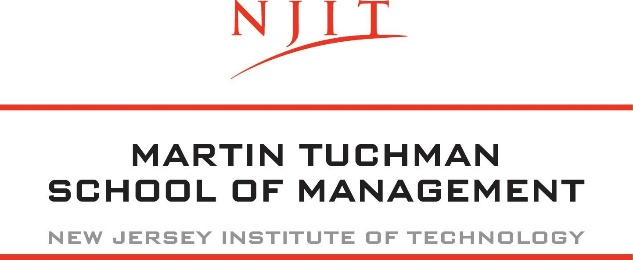 NJIT
MARTIN TUCHMAN
SCHOOL OF MANAGEMENT
NEW JERSEY INSTITUTE OF TECHNOLOGY